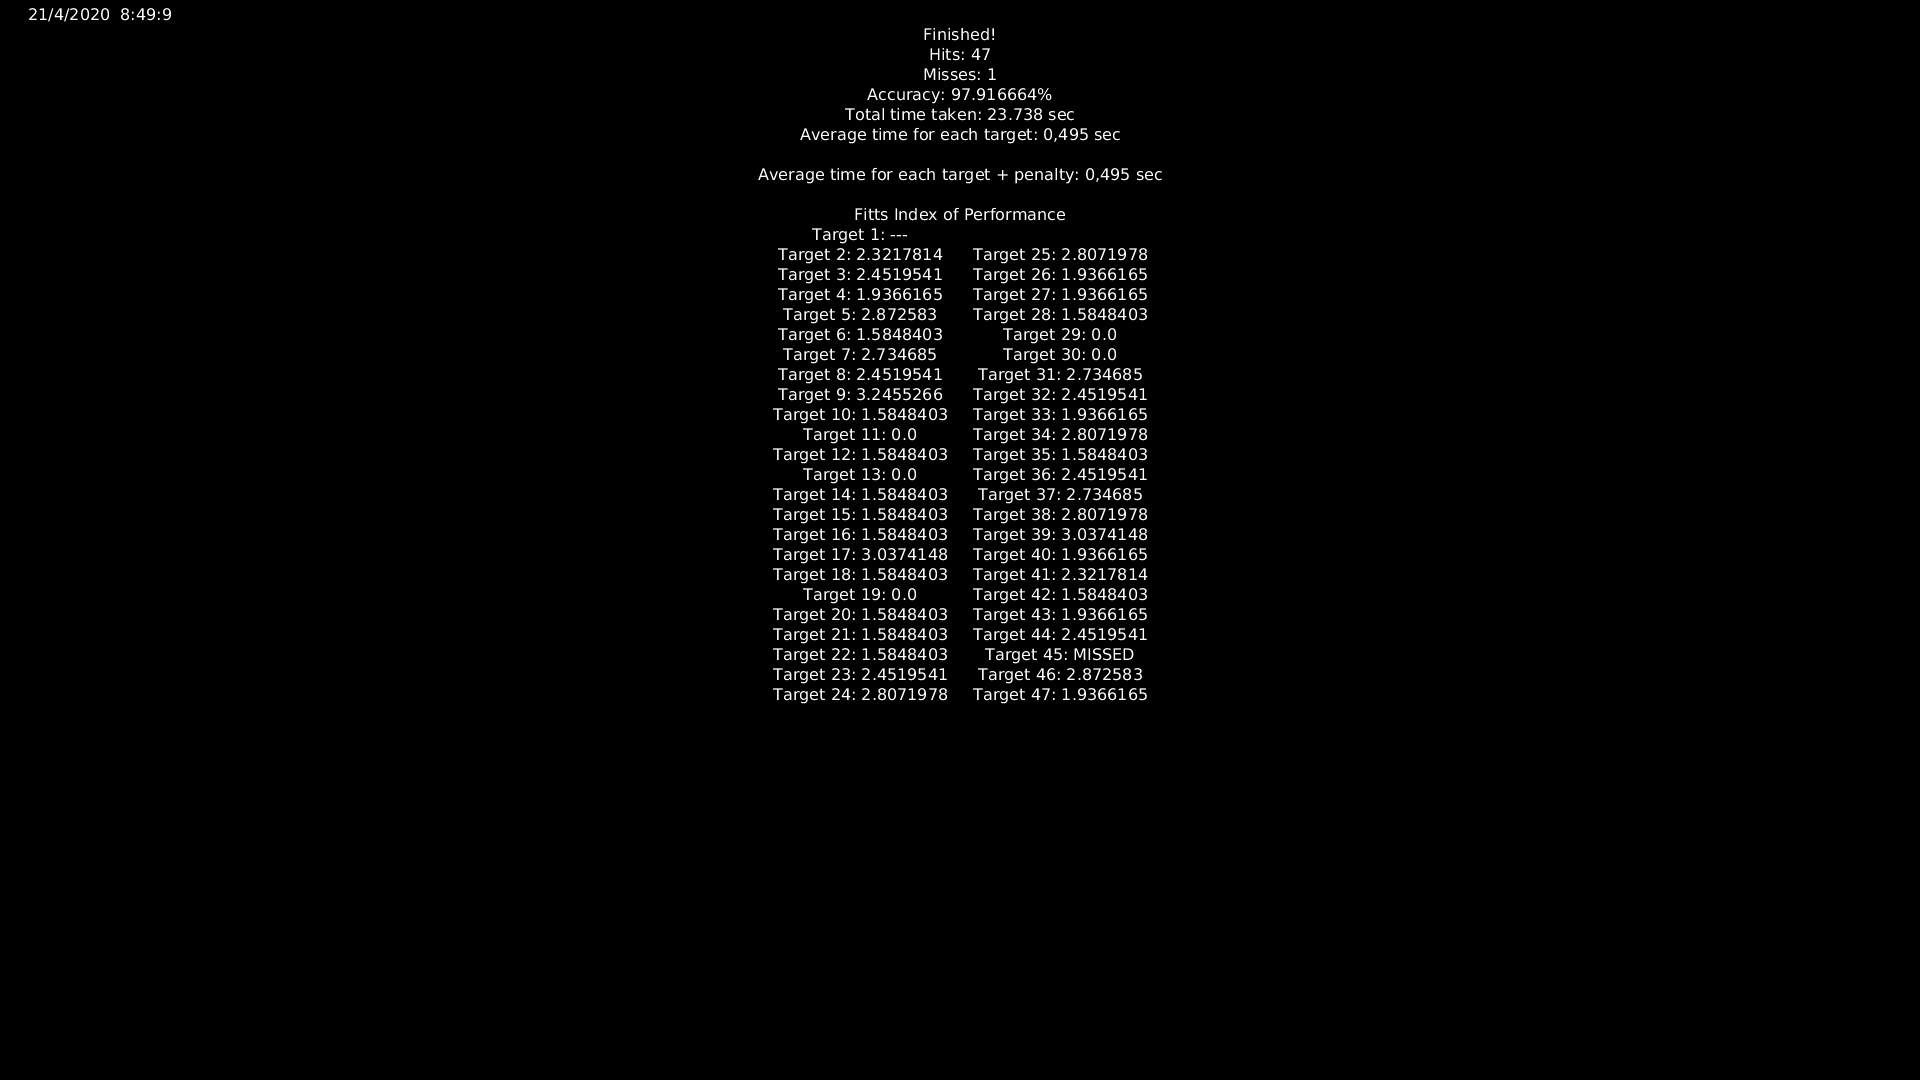 21/4/2020  8:49:9
Finished!
Hits: 47
Misses: 1
Accuracy: 97.916664%
Total time taken: 23.738 sec
Average time for each target: 0,495 sec
Average time for each target + penalty: 0,495 sec
Fitts Index of Performance
Target 1: ---
Target 2: 2.3217814 Target 25: 2.8071978
Target 3: 2.4519541 Target 26: 1.9366165
Target 4: 1.9366165 Target 27: 1.9366165
Target 5: 2.872583 Target 28: 1.5848403
Target 6: 1.5848403 Target 29: 0.0
Target 7: 2.734685 Target 30: 0.0
Target 8: 2.4519541 Target 31: 2.734685
Target 9: 3.2455266 Target 32: 2.4519541
Target 10: 1.5848403 Target 33: 1.9366165
Target 11: 0.0 Target 34: 2.8071978
Target 12: 1.5848403 Target 35: 1.5848403
Target 13: 0.0 Target 36: 2.4519541
Target 14: 1.5848403 Target 37: 2.734685
Target 15: 1.5848403 Target 38: 2.8071978
Target 16: 1.5848403 Target 39: 3.0374148
Target 17: 3.0374148 Target 40: 1.9366165
Target 18: 1.5848403 Target 41: 2.3217814
Target 19: 0.0 Target 42: 1.5848403
Target 20: 1.5848403 Target 43: 1.9366165
Target 21: 1.5848403 Target 44: 2.4519541
Target 22: 1.5848403 Target 45: MISSED
Target 23: 2.4519541 Target 46: 2.872583
Target 24: 2.8071978 Target 47: 1.9366165